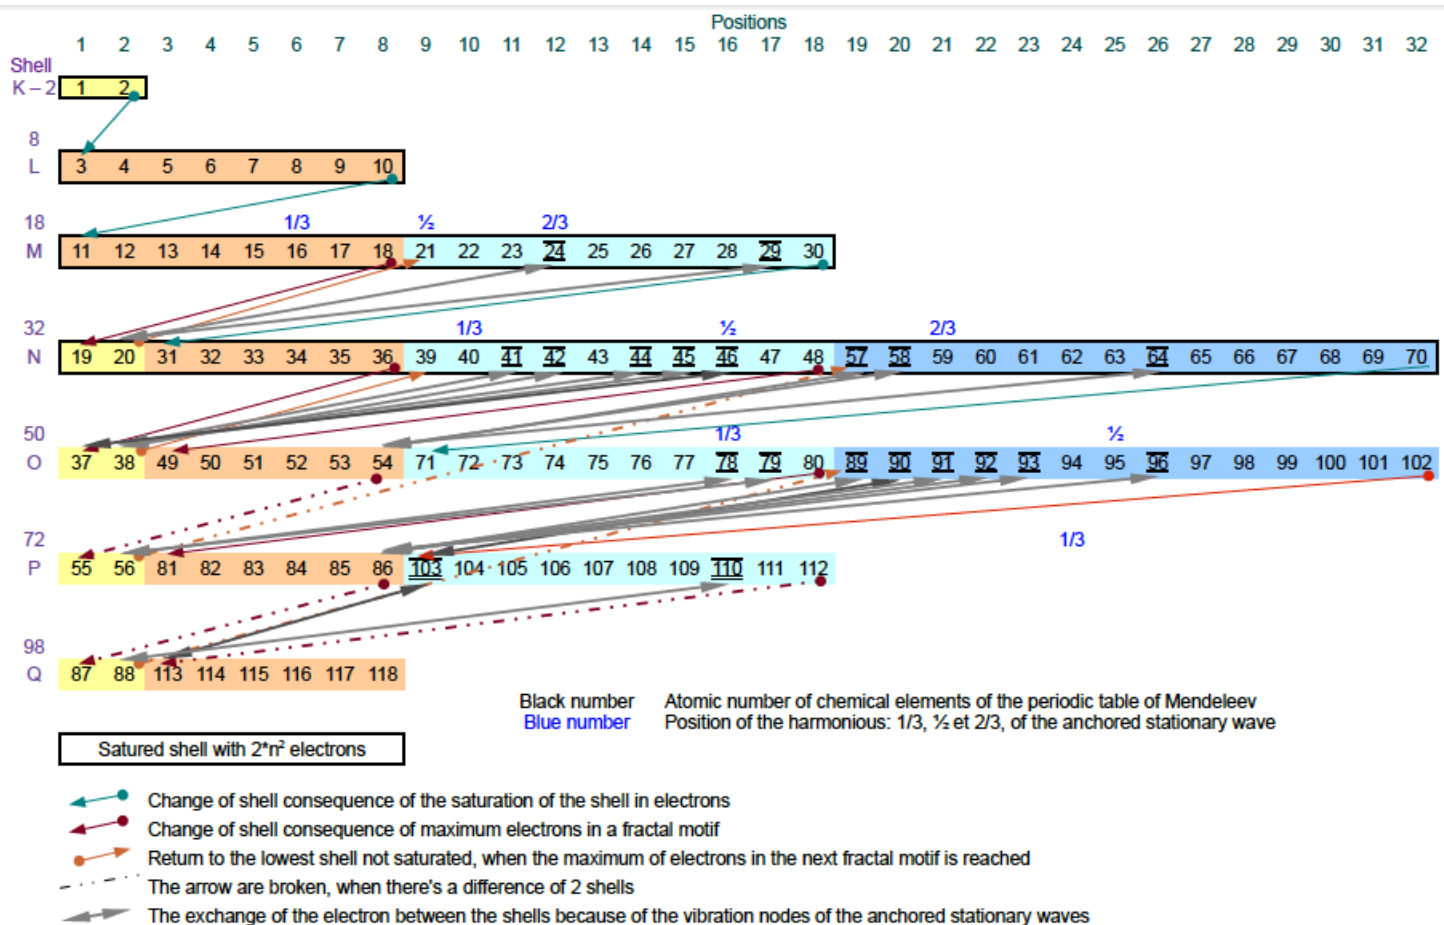 Positions
1 2 3 4 5 6 7 8 9 10 11 12 13 14 15 16 17 18 19 20 21 22 23 24 25 26 27 28 29 30 31 32
Shell
K – 2 1 2
8
L 3 4 5 6 7 8 9 10
18 1/3 ½ 2/3
M 11 12 13 14 15 16 17 18 21 22 23 24 25 26 27 28 29 30
32 1/3 ½ 2/3
N 19 20 31 32 33 34 35 36 39 40 41 42 43 44 45 46 47 48 57 58 59 60 61 62 63 64 65 66 67 68 69 70
50 1/3 ½
O 37 38 49 50 51 52 53 54 71 72 73 74 75 76 77 78 79 80 89 90 91 92 93 94 95 96 97 98 99 100 101 102
72 1/3
P 55 56 81 82 83 84 85 86 103 104 105 106 107 108 109 110 111 112
98
Q 87 88 113 114 115 116 117 118
Black number Atomic number of chemical elements of the periodic table of Mendeleev
Blue number Position of the harmonious: 1/3, ½ et 2/3, of the anchored stationary wave
Satured shell with 2*n² electrons
Change of shell consequence of the saturation of the shell in electrons
Change of shell consequence of maximum electrons in a fractal motif
Return to the lowest shell not saturated, when the maximum of electrons in the next fractal motif is reached
The arrow are broken, when there's a difference of 2 shells
The exchange of the electron between the shells because of the vibration nodes of the anchored stationary waves